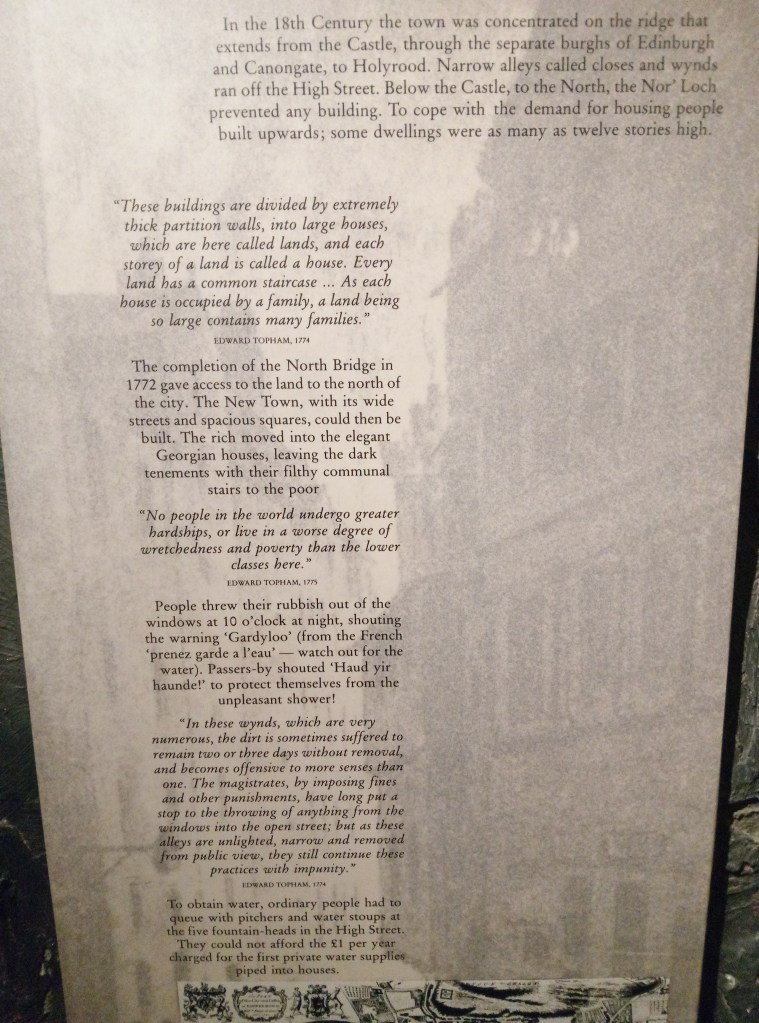 In the 18th Century the town was concentrated on the ridge that
extends from the Castle, through the separate burghs of Edinburgh
and Canongate, to Holyrood. Narrow alleys called closes and wynds
ran off the High Street. Below the Castle, to the North, the Nor' Loch
prevented any building. To cope with the demand for housing people
built upwards; some dwellings were as many as twelve stories high.
“These buildings are divided by extremely
thick partition walls, into large houses,
which are here called lands, and each
storey of a land is called a house. Every
land has a common staircase ... As each
house is occupied by a family, a land being
so large contains many families.”
EDWARD TOPHAM, 1774
The completion of the North Bridge in
1772 gave access to the land to the north of
the city. The New Town, with its wide
streets and spacious squares, could then be
built. The rich moved into the elegant
Georgian houses, leaving the dark
tenements with their filthy communal
stairs to the poor
“No people in the world undergo greater
hardships, or live in a worse degree of
wretchedness and poverty than the lower
classes here.”
EDWARD TOPHAM, 1775
People threw their rubbish out of the
windows at 10 o'clock at night, shouting
the warning ‘Gardyloo’ (from the French
‘prenez garde a l'eau’ — watch out for the
water). Passers-by shouted ‘Haud yir
haunde!’ to protect themselves from the
unpleasant shower!
“In these wynds, which are very
numerous, the dirt is sometimes suffered to
remain two or three days without removal,
and becomes offensive to more senses than
one. The magistrates, by imposing fines
and other punishments, have long put a
stop to the throwing of anything from the
windows into the open street; but as these
alleys are unlighted, narrow and removed
from public view, they still continue these
practices with impunity.”
EDWARD TOPHAM, 1774
To obtain water, ordinary people had to
queue with pitchers and water stoups at
the five fountain-heads in the High Street.
They could not afford the £1 per year
charged for the first private water supplies
piped into houses.